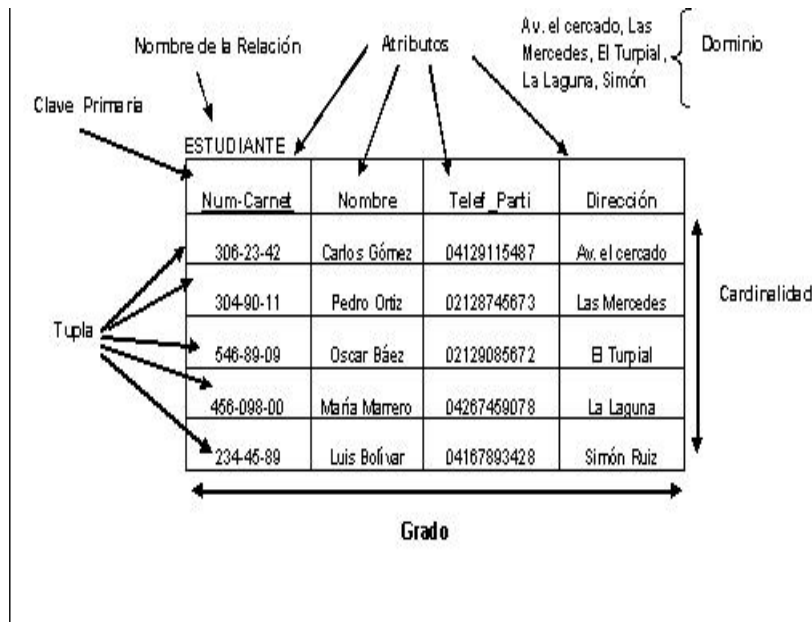 Nombre de la Relación
Atributos
Av. el cercado, Las
Mercedes, El Turpial,
La Laguna, Simón
Dominio
Clave Primaria
ESTUDIANTE
Num-Carnet Nombre Telef_Parti Dirección
306-23-42 Carlos Gómez 04129115487 Av. el cercado
304-90-11 Pedro Ortiz 02128745673 Las Mercedes
546-89-09 Oscar Báez 02129085672 El Turpial
456-098-00 María Marrero 04267459078 La Laguna
234-45-89 Luis Bolívar 04167893428 Simón Ruiz
Tupla
Cardinalidad
Grado